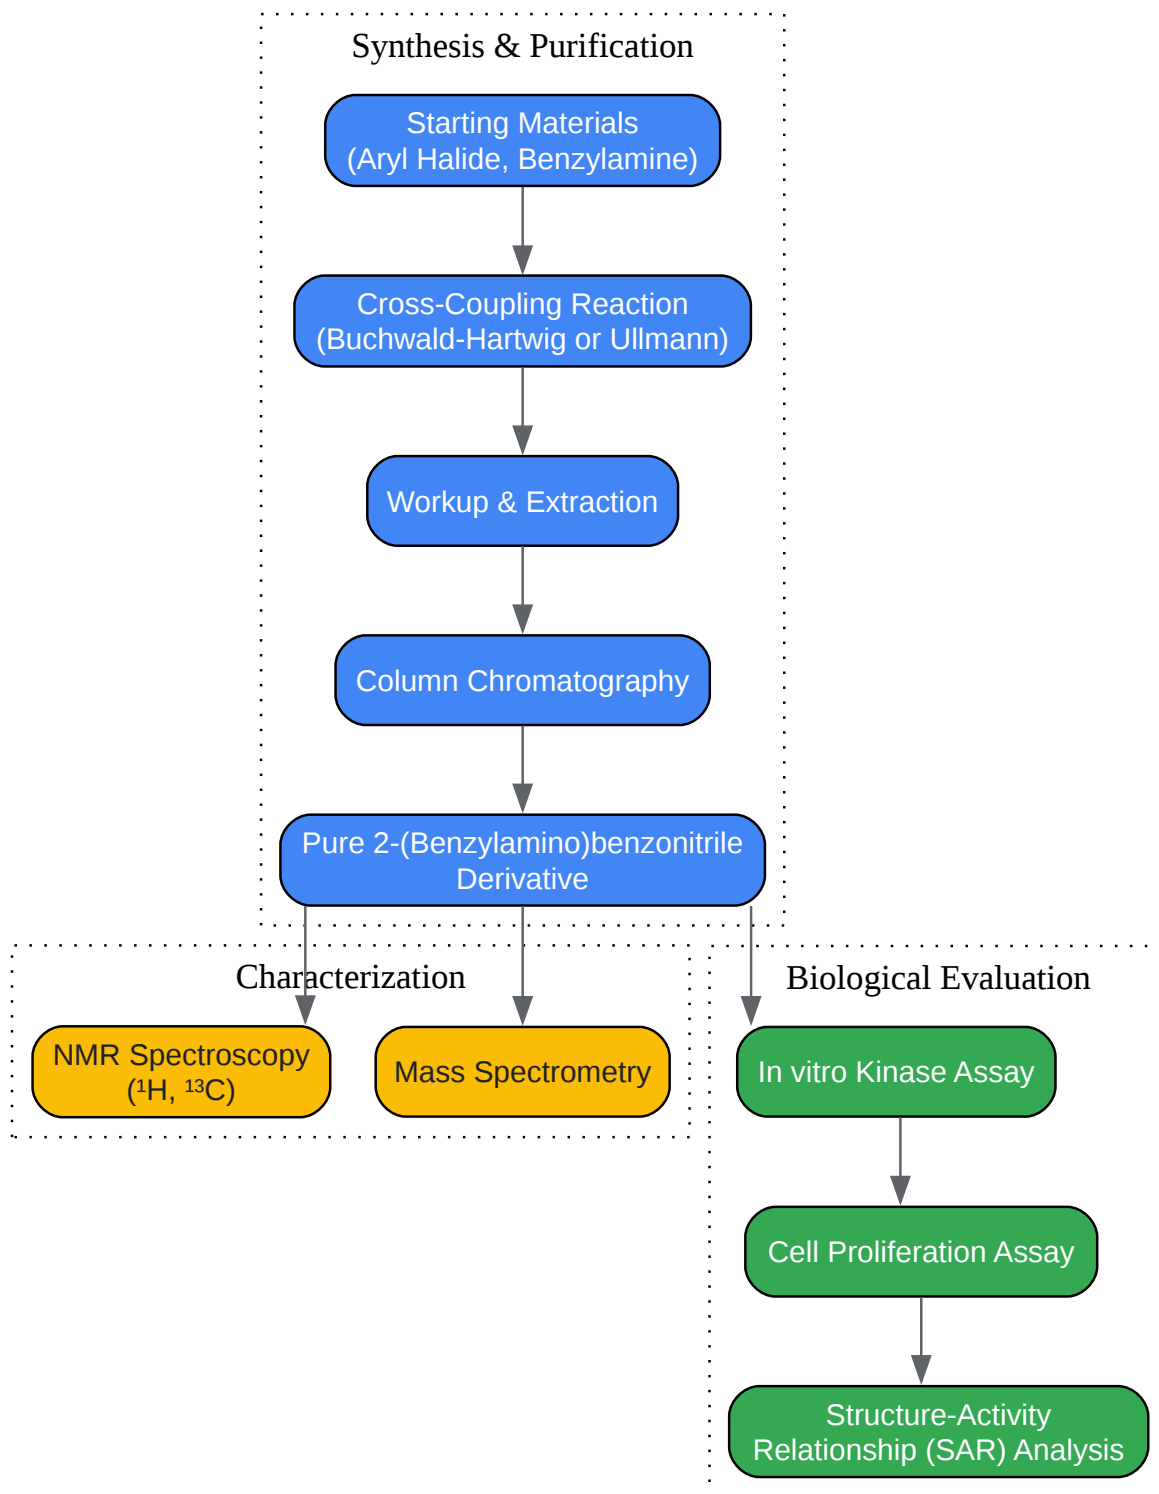 Synthesis & Purification
Starting Materials
(Aryl Halide, Benzylamine)
Cross-Coupling Reaction
(Buchwald-Hartwig or Ullmann)
Workup & Extraction
Column Chromatography
Pure 2-(Benzylamino)benzonitrile
Derivative
Characterization
NMR Spectroscopy
(¹H, ¹³C)
Mass Spectrometry
Biological Evaluation
In vitro Kinase Assay
Cell Proliferation Assay
Structure-Activity
Relationship (SAR) Analysis